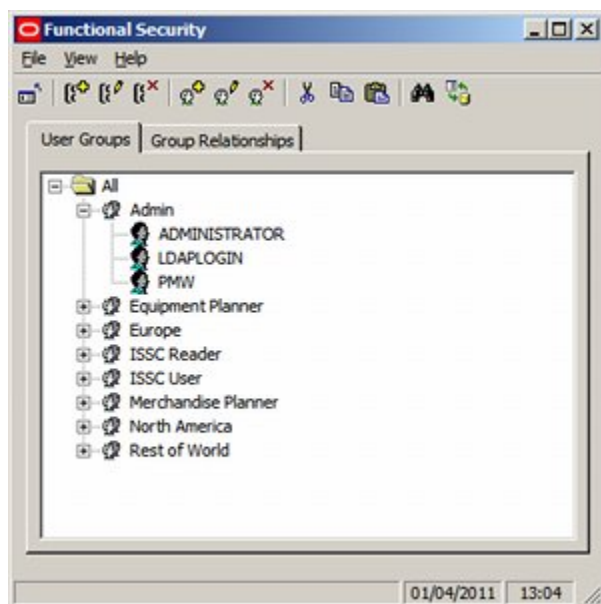 Functional Security
File View Help
User Groups Group Relationships
All
Admin
ADMINISTRATOR
LDAPLOGIN
PMW
Equipment Planner
Europe
ISSC Reader
ISSC User
Merchandise Planner
North America
Rest of World
01/04/2011 13:04